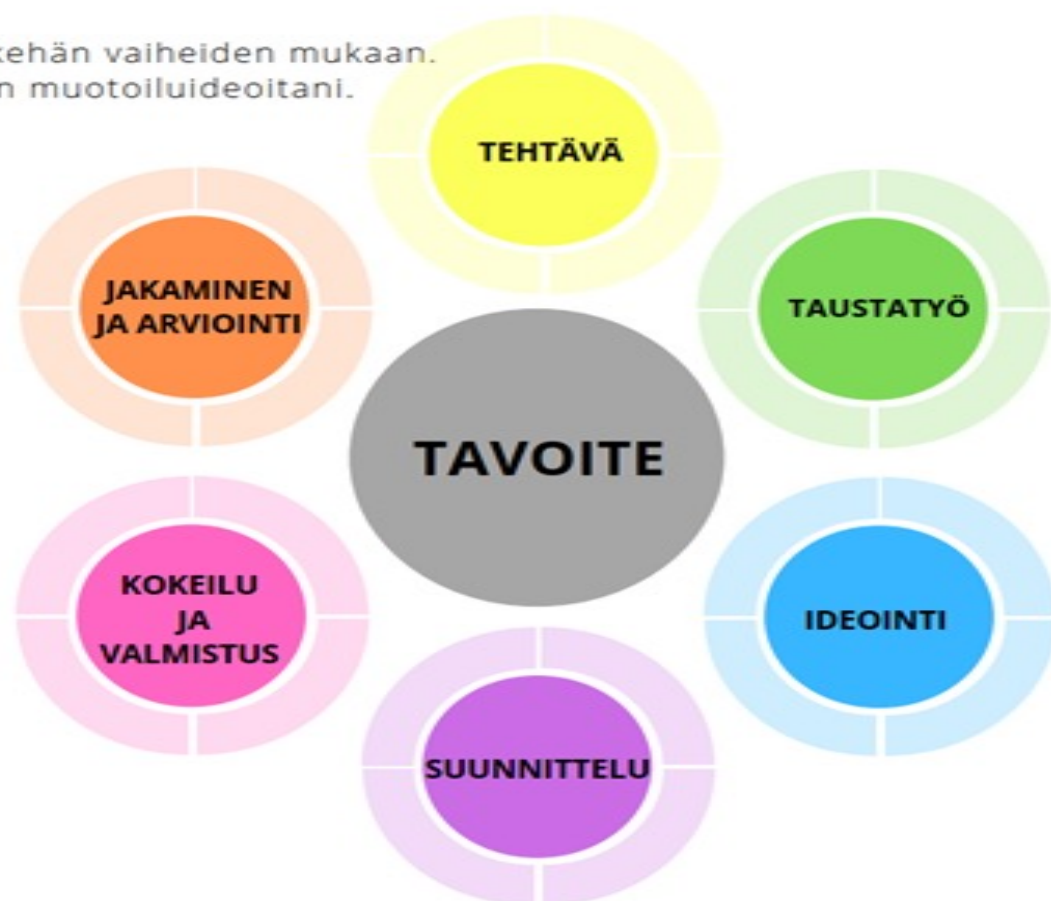 kehän vaiheiden mukaan.
n muotoiluideoitani.
TEHTÄVÄ
TAUSTATYÖ
IDEOINTI
SUUNNITTELU
KOKEILU
JA
VALMISTUS
JAKAMINEN
JA ARVIOINTI
TAVOITE